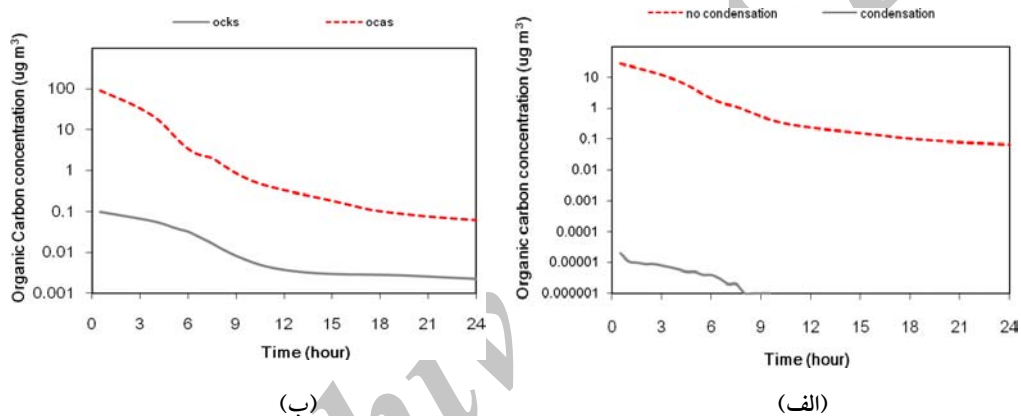 ocks ocas
Organic Carbon concentration (ug m³)
100
10
1
0.1
0.01
0.001
0 3 6 9 12 15 18 21 24
Time (hour)
(ب)
no condensation condensation
Organic carbon concentration (ug m³)
10
1
0.1
0.01
0.001
0.0001
0.00001
0.000001
0 3 6 9 12 15 18 21 24
Time (hour)
(الف)